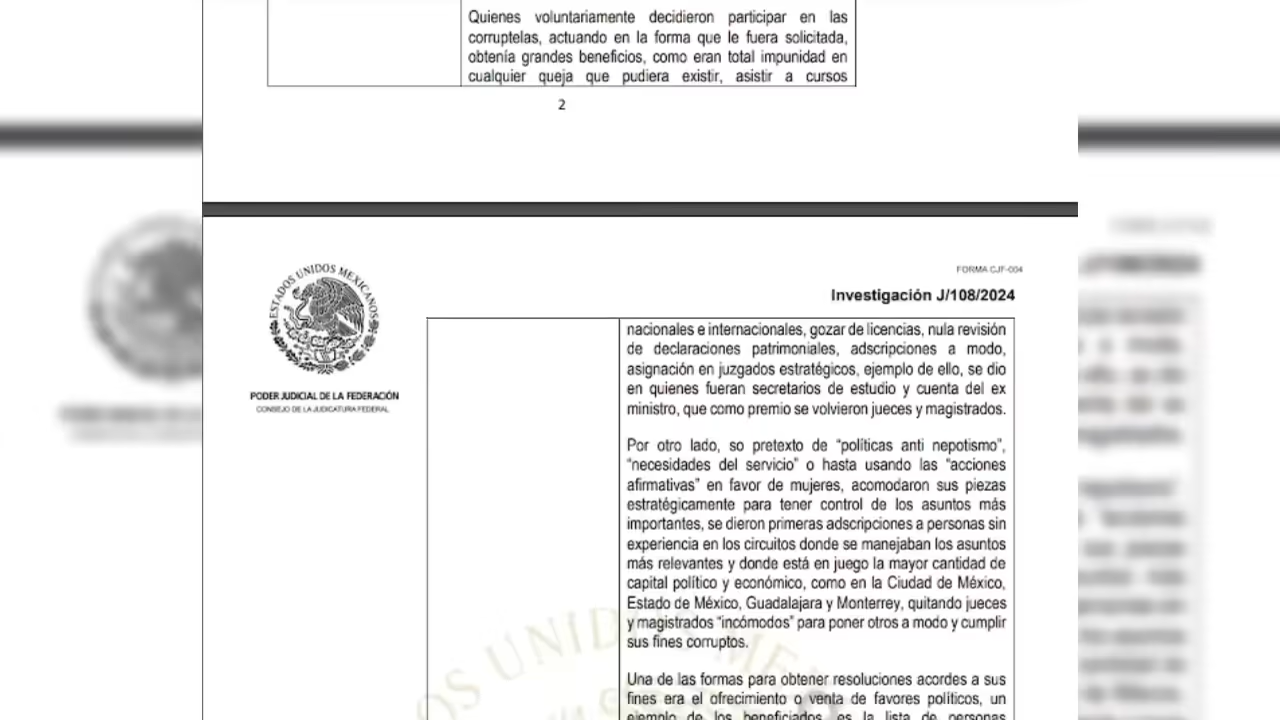 Quienes voluntariamente decidieron participar en las
corruptelas, actuando en la forma que le fuera solicitada,
obtenía grandes beneficios, como eran total impunidad en
cualquier queja que pudiera existir, asistir a cursos
2
ESTADOS UNIDOS MEXICANOS
PODER JUDICIAL DE LA FEDERACIÓN
CONSEJO DE LA JUDICATURA FEDERAL
FORMA CJF-004
Investigación J/108/2024
nacionales e internacionales, gozar de licencias, nula revisión
de declaraciones patrimoniales, adscripciones a modo,
asignación en juzgados estratégicos, ejemplo de ello, se dio
en quienes fueran secretarios de estudio y cuenta del ex
ministro, que como premio se volvieron jueces y magistrados.
Por otro lado, so pretexto de “políticas anti nepotismo”,
“necesidades del servicio” o hasta usando las “acciones
afirmativas” en favor de mujeres, acomodaron sus piezas
estratégicamente para tener control de los asuntos más
importantes, se dieron primeras adscripciones a personas sin
experiencia en los circuitos donde se manejaban los asuntos
más relevantes y donde está en juego la mayor cantidad de
capital político y económico, como en la Ciudad de México,
Estado de México, Guadalajara y Monterrey, quitando jueces
y magistrados “incómodos” para poner otros a modo y cumplir
sus fines corruptos.
Una de las formas para obtener resoluciones acordes a sus
fines era el ofrecimiento o venta de favores políticos, un
ejemplo de los beneficiados, es la lista de personas